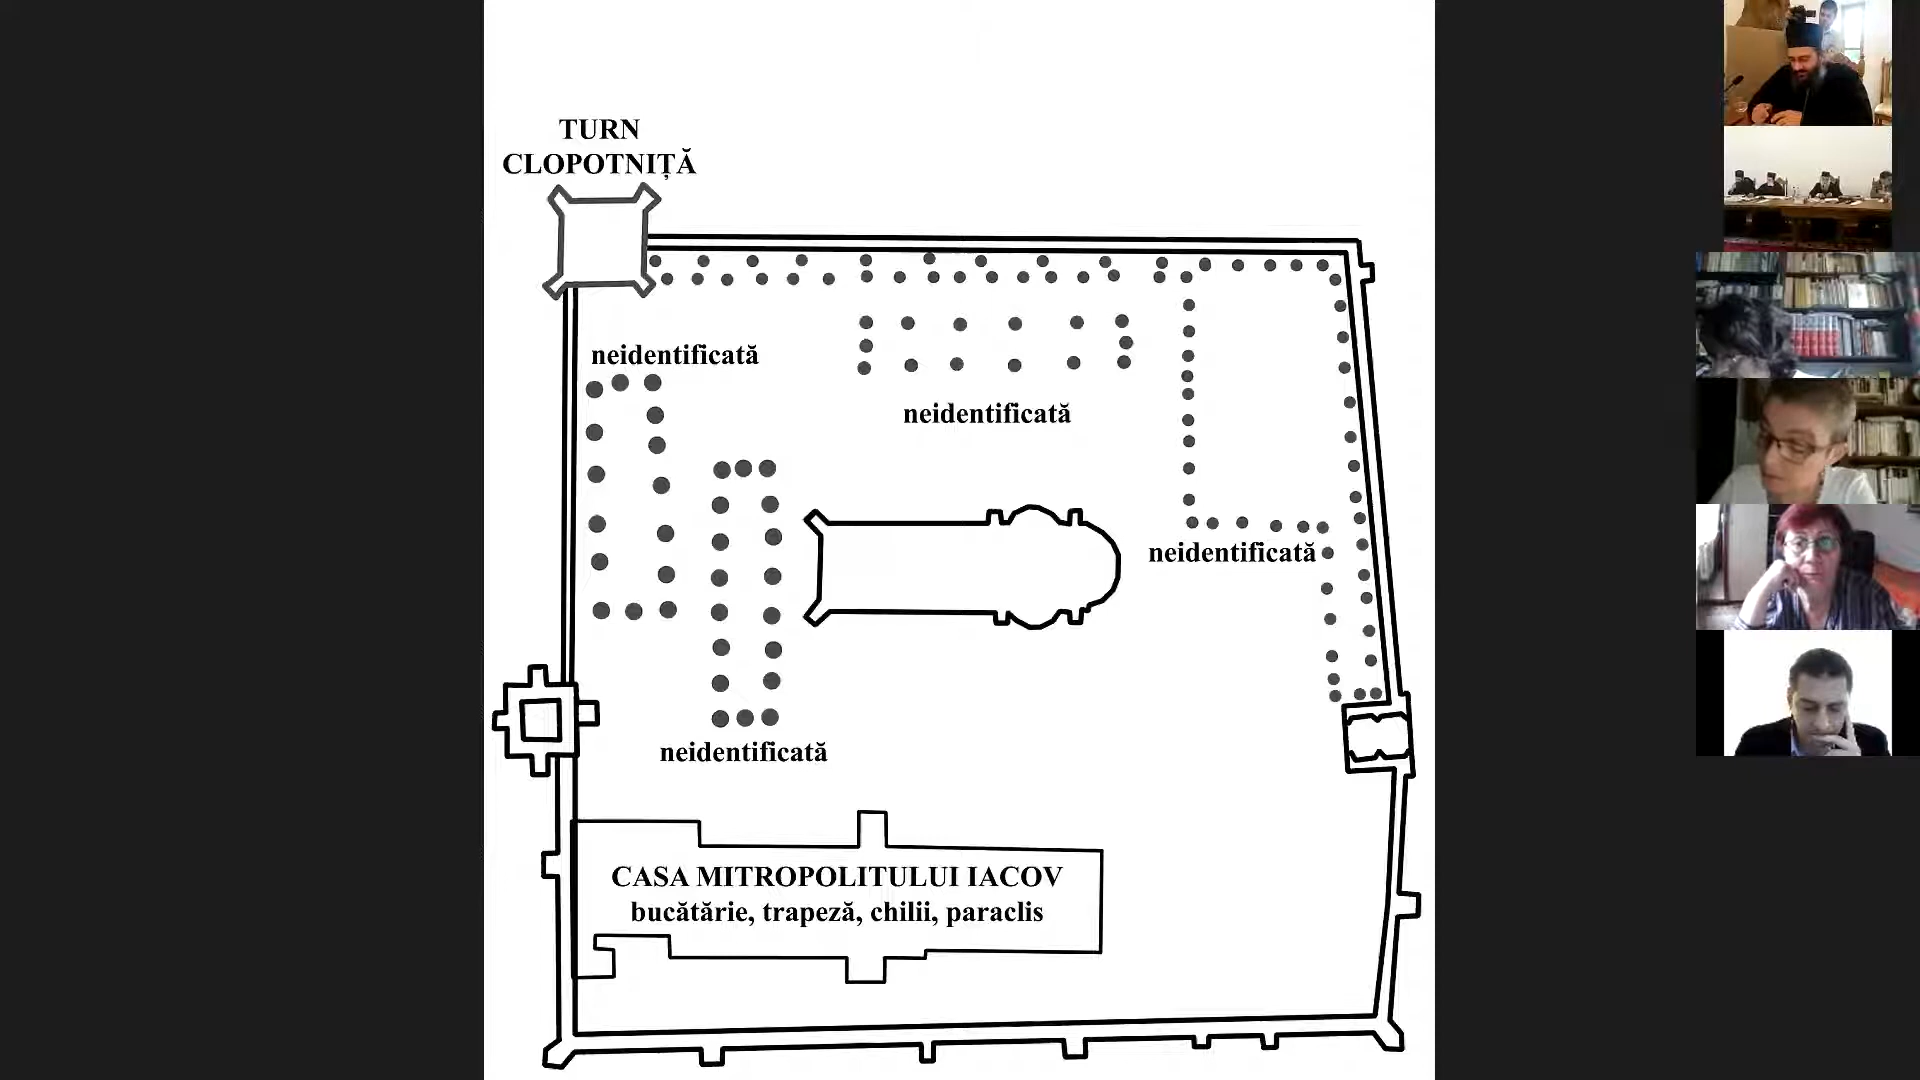 TURN
CLOPOTNIȚĂ
neidentificată
neidentificată
neidentificată
neidentificată
CASA MITROPOLITULUI IACOV
bucătărie, trapeză, chilii, paraclis